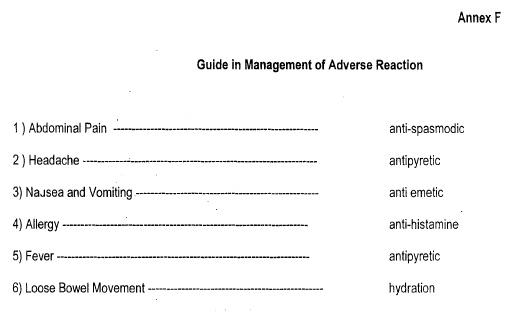 Annex F
Guide in Management of Adverse Reaction
1 ) Abdominal Pain ------------------------------------------------------- anti-spasmodic
2 ) Headache --------------------------------------------------------------- antipyretic
3) Nausea and Vomiting ------------------------------------------------- anti emetic
4) Allergy ------------------------------------------------------------------ anti-histamine
5) Fever -------------------------------------------------------------------- antipyretic
6) Loose Bowel Movement ---------------------------------------------- hydration